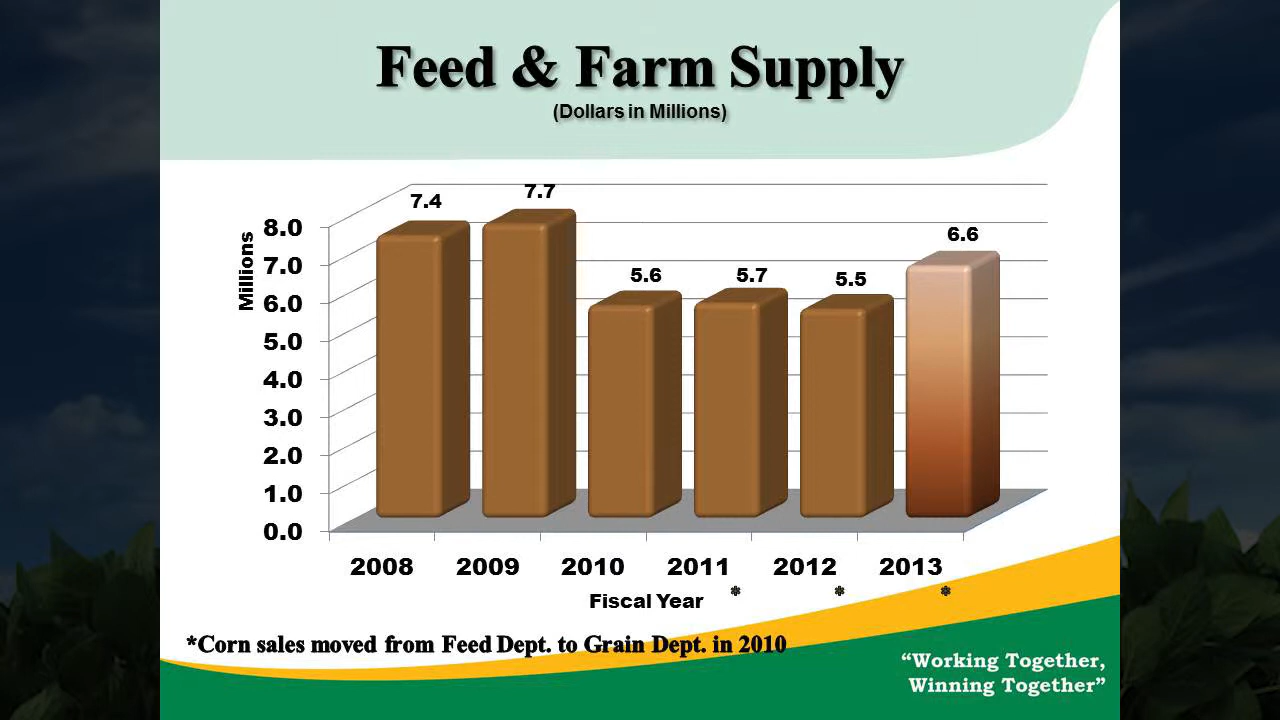 Feed & Farm Supply
(Dollars in Millions)
Millions
8.0
7.0
6.0
5.0
4.0
3.0
2.0
1.0
0.0
7.4
7.7
5.6
5.7
5.5
6.6
2008 2009 2010 2011 2012 2013
* * *
Fiscal Year
*Corn sales moved from Feed Dept. to Grain Dept. in 2010
“Working Together,
Winning Together”